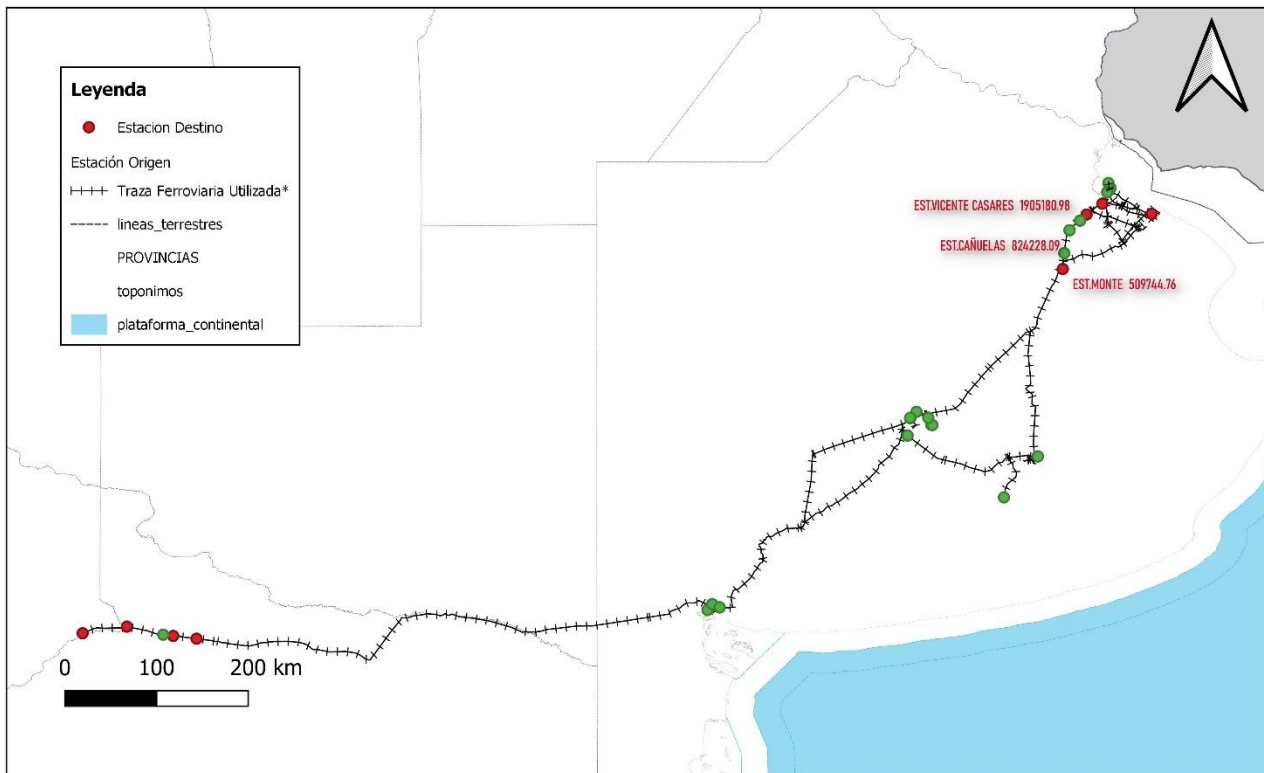 Leyenda
Estacion Destino
Estación Origen
Traza Ferroviaria Utilizada*
lineas_terrestres
PROVINCIAS
toponimos
plataforma_continental
EST.VICENTE CASARES 1905180.98
EST.CAÑUELAS 824228.09
EST.MONTE 509744.76
0 100 200 km